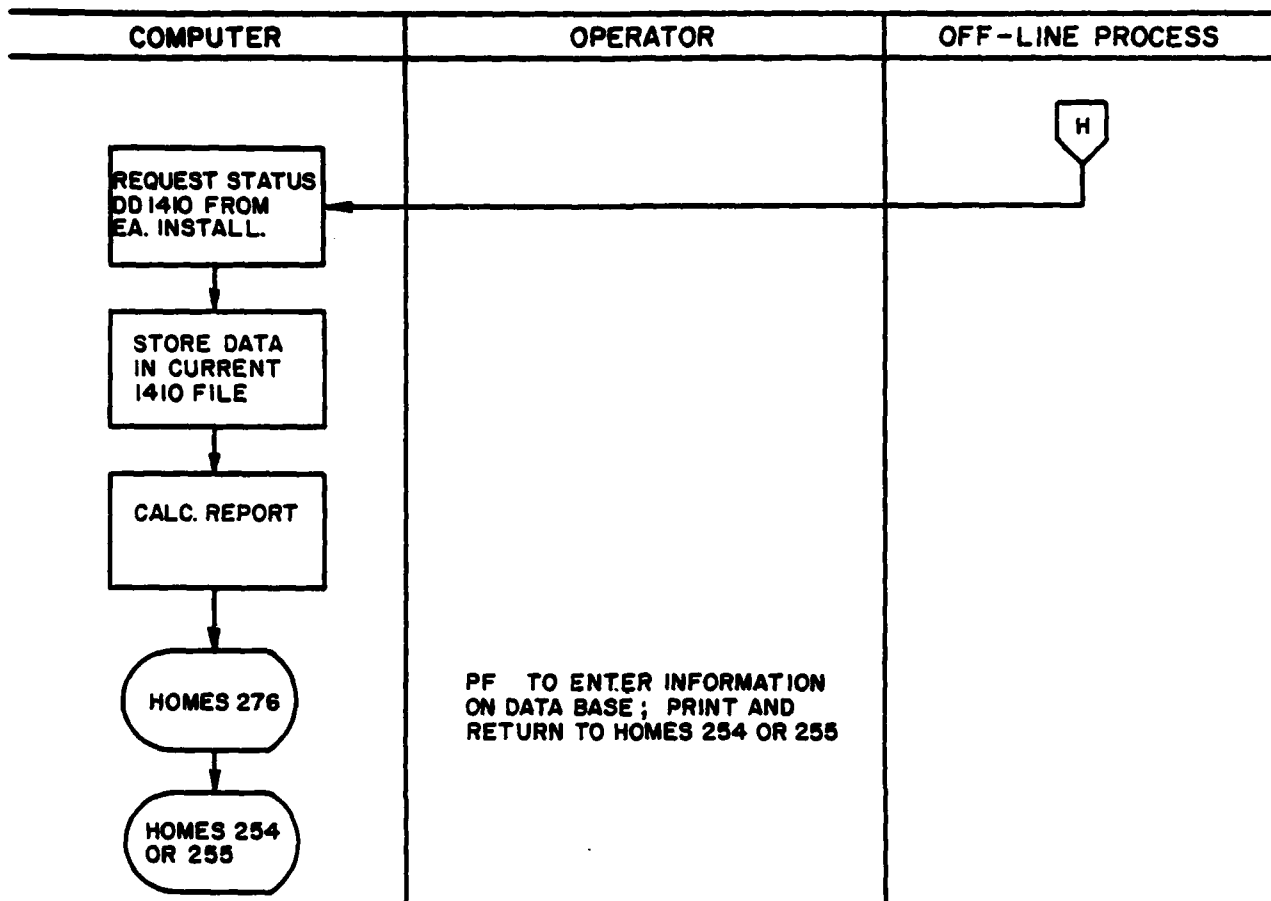 COMPUTER
OPERATOR
OFF-LINE PROCESS
H
REQUEST STATUS
DD 1410 FROM
EA. INSTALL.
STORE DATA
IN CURRENT
1410 FILE
CALC. REPORT
HOMES 276
PF TO ENTER INFORMATION
ON DATA BASE; PRINT AND
RETURN TO HOMES 254 OR 255
HOMES 254
OR 255